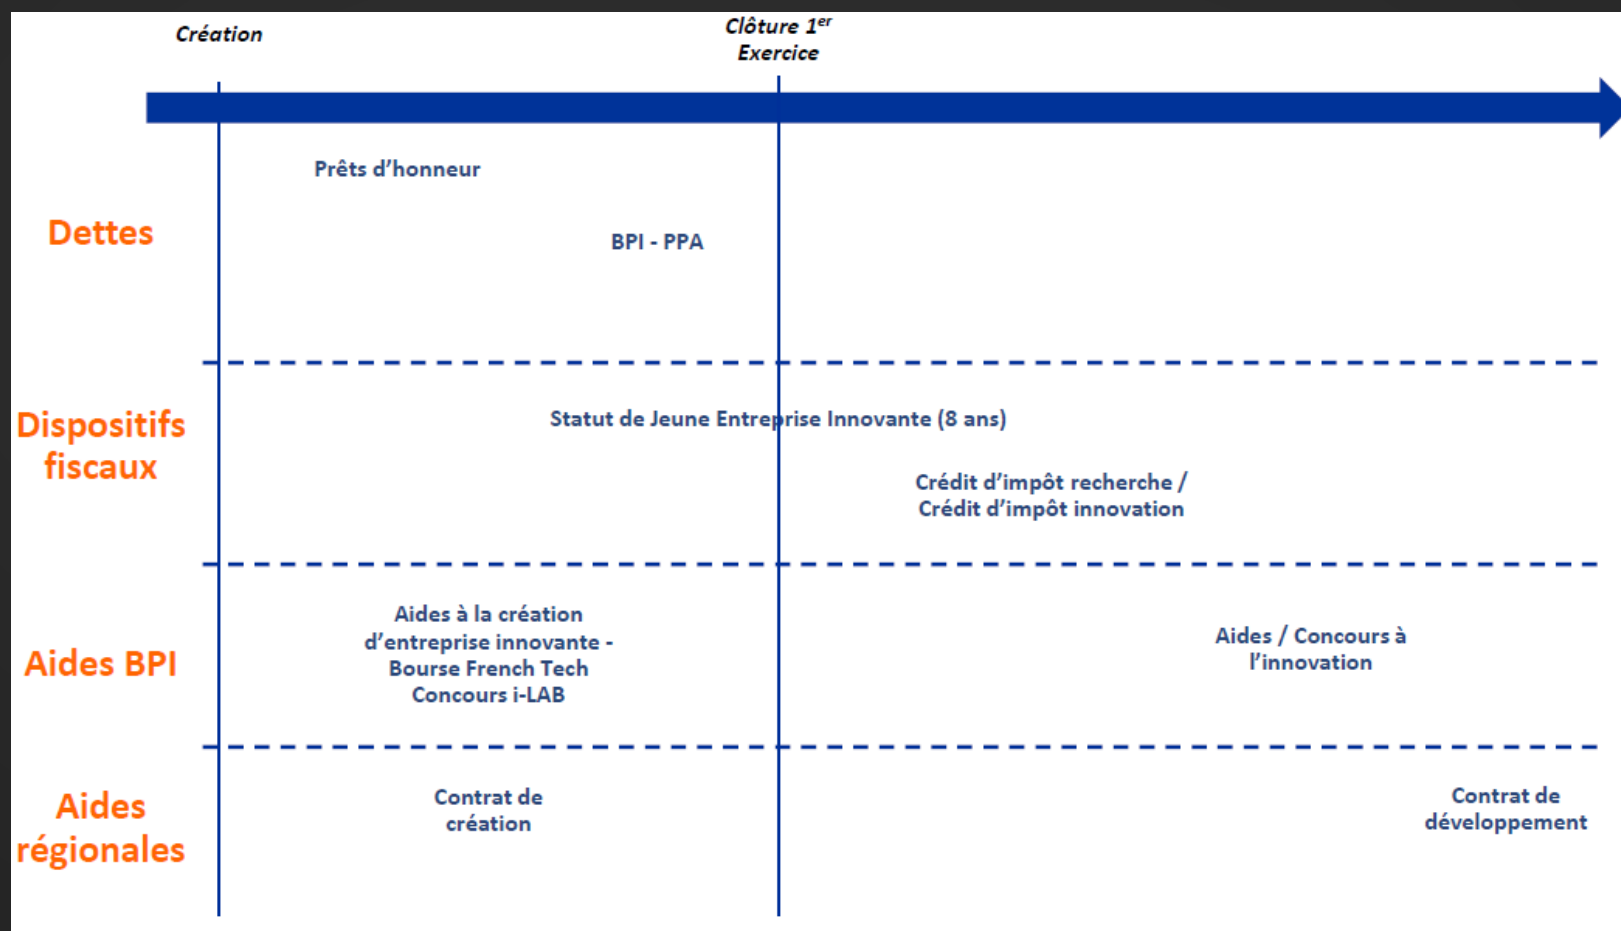 Création
Clôture 1er
Exercice
Prêts d'honneur
Dettes
BPI - PPA
Dispositifs
fiscaux
Statut de Jeune Entreprise Innovante (8 ans)
Crédit d'impôt recherche /
Crédit d'impôt innovation
Aides BPI
Aides à la création
d'entreprise innovante -
Bourse French Tech
Concours i-LAB
Aides / Concours à
l'innovation
Aides
régionales
Contrat de
création
Contrat de
développement